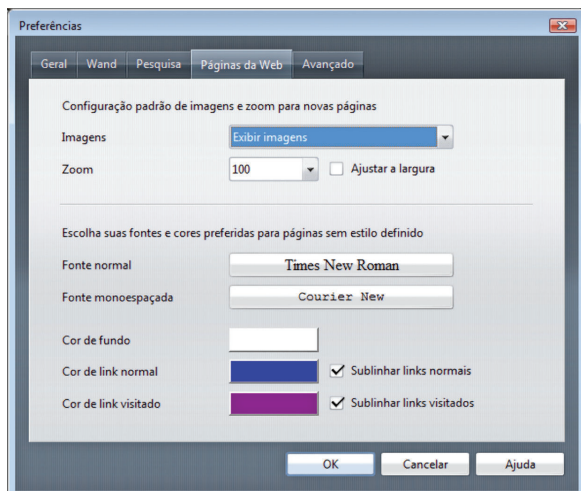 Preferências
Geral Wand Pesquisa Páginas da Web Avançado
Configuração padrão de imagens e zoom para novas páginas
Imagens Exibir imagens
Zoom 100 Ajustar a largura
Escolha suas fontes e cores preferidas para páginas sem estilo definido
Fonte normal Times New Roman
Fonte monoespaçada Courier New
Cor de fundo
Cor de link normal Sublinhar links normais
Cor de link visitado Sublinhar links visitados
OK Cancelar Ajuda